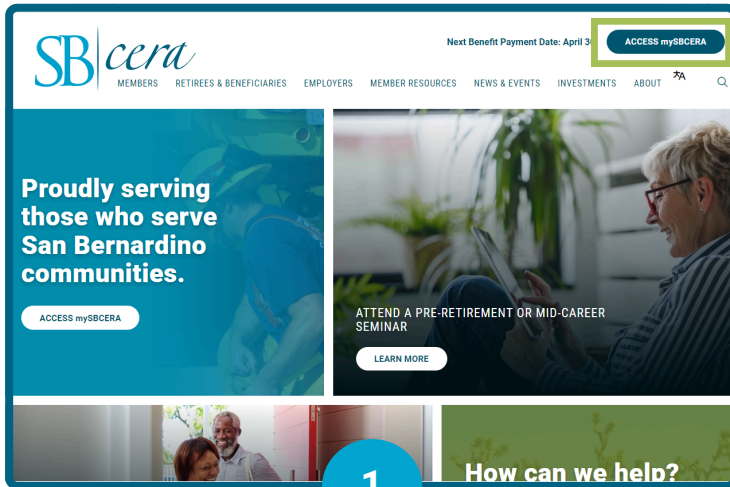 SB cera
Next Benefit Payment Date: April 3
ACCESS mySBCERA
MEMBERS RETIREES & BENEFICIARIES EMPLOYERS MEMBER RESOURCES NEWS & EVENTS INVESTMENTS ABOUT
Proudly serving
those who serve
San Bernardino
communities.
ACCESS mySBCERA
ATTEND A PRE-RETIREMENT OR MID-CAREER
SEMINAR
LEARN MORE
1
How can we help?